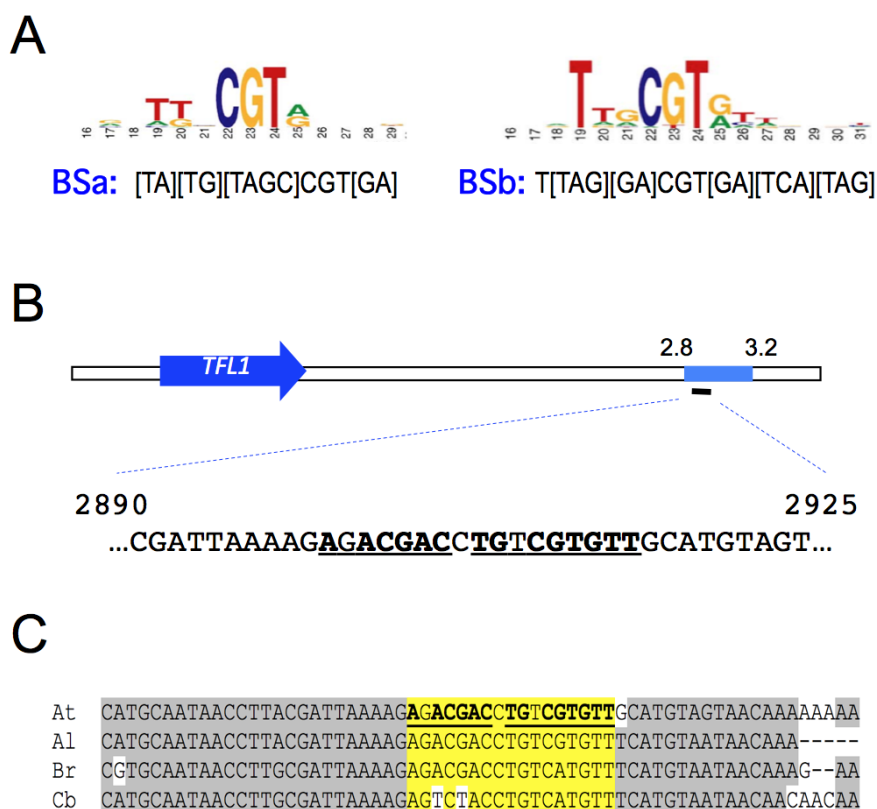 A
16 17 18 19 20 21 22 23 24 25 26 27 28 29
TTCGTAG
16 17 18 19 20 21 22 23 24 25 26 27 28 29 30 31
TTGCGTGATT
BSa: [TA][TG][TAGC]CGT[GA]
BSb: T[TAG][GA]CGT[GA][TCA][TAG]
B
TFL1
2.8 3.2
2890 2925
...CGATTAAAAGAGACGACCTGTCGTGTTGCATGTAGT...
C
At CATGCAATAACCTTACGATTAAAAGAGACGACCTGTCGTGTTGCATGTAGTAACAAAAAAAA
Al CATGCAATAACCTTACGATTAAAAGAGACGACCTGTCGTGTTTCATGTAATAACAAA-----
Br CGTGCAATAACCTTGCGATTAAAAGAGACGACCTGTCATGTTTCATGTAATAACAAAG--AA
Cb CATGCAATAACCTTGCGATTAAAAGAGTCTACCTGTCATGTTTCATGTAATAACAACAACAA